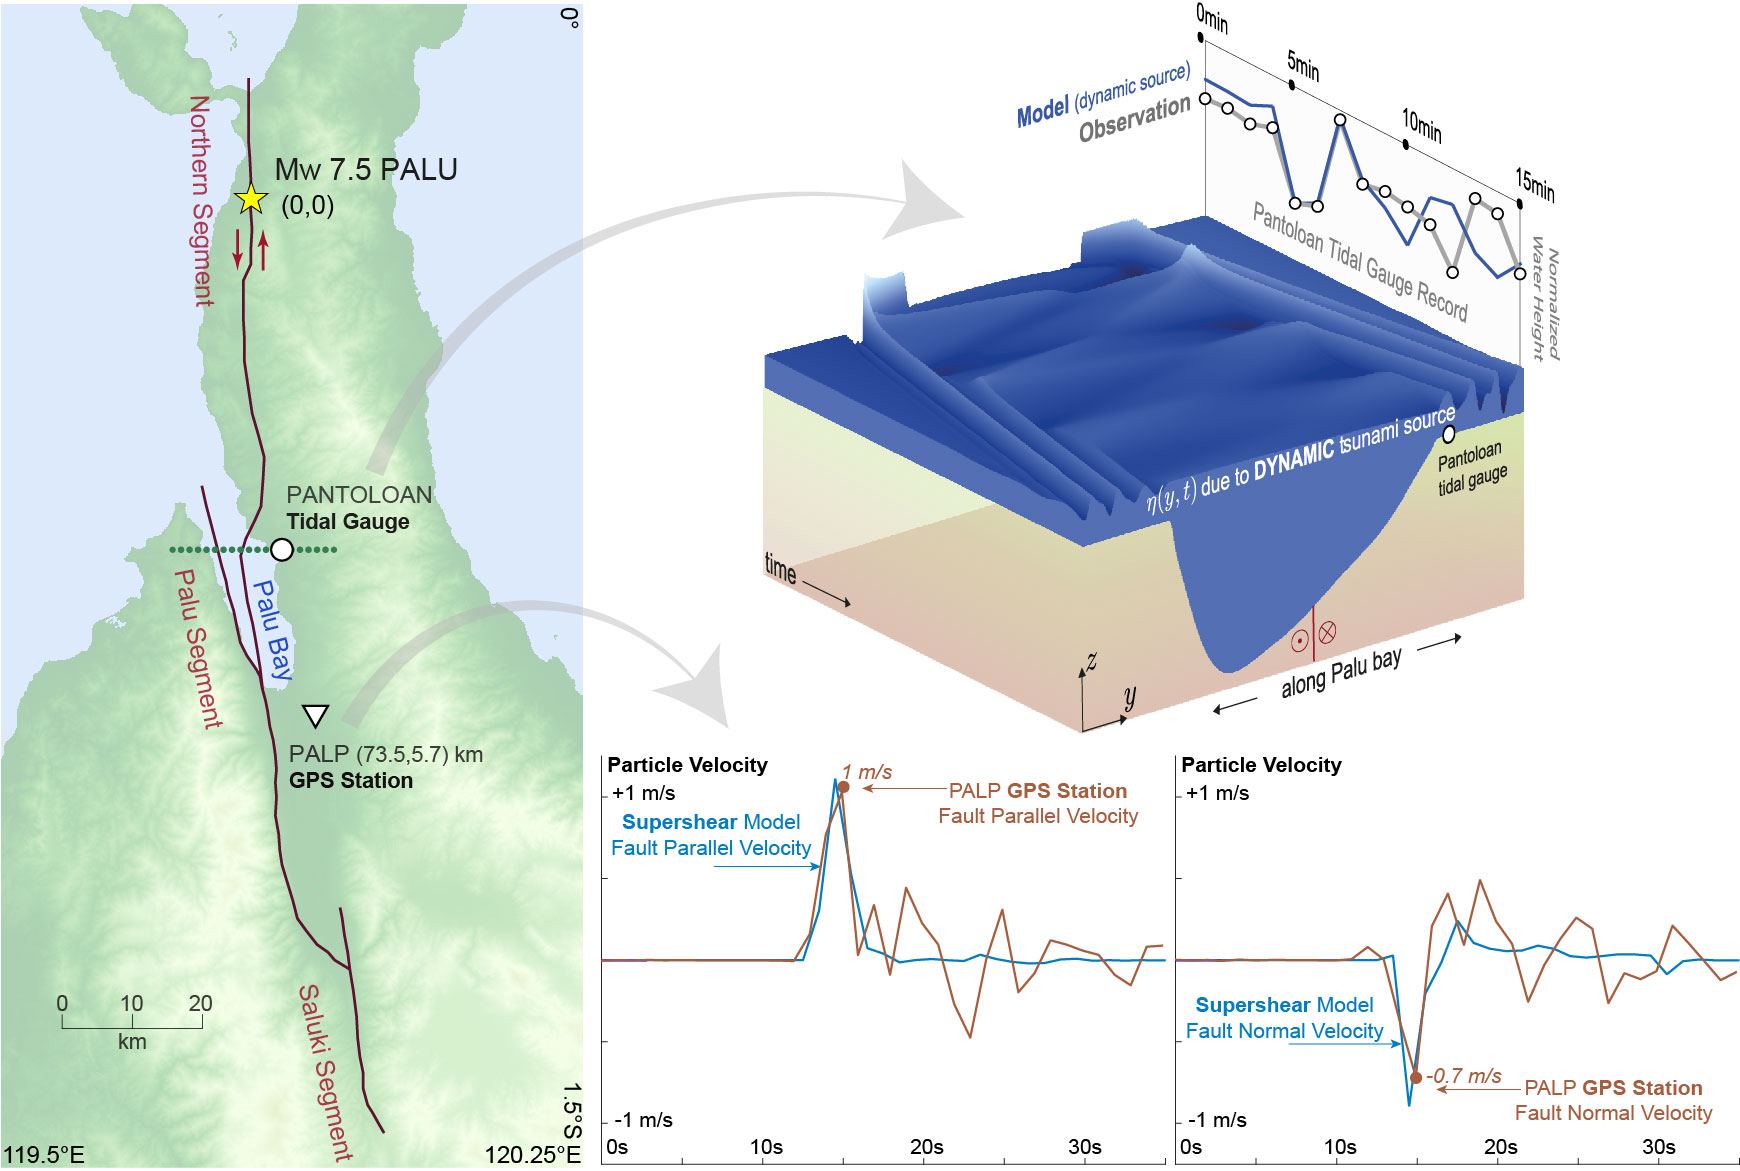 0°
Northern Segment
Mw 7.5 PALU
(0,0)
PANTOLOAN
Tidal Gauge
Palu Segment
Palu Bay
PALP (73.5,5.7) km
GPS Station
0 10 20
km
Saluki Segment
1.5°S
119.5°E
120.25°E
0min
5min
10min
15min
Model (dynamic source)
Observation
Pantoloan Tidal Gauge Record
Normalized
Water Height
η(y, t) due to DYNAMIC tsunami source
Pantoloan
tidal gauge
time
z
y
along Palu bay
Particle Velocity
+1 m/s
1 m/s
PALP GPS Station
Fault Parallel Velocity
Supershear Model
Fault Parallel Velocity
-1 m/s
0s 10s 20s 30s
Particle Velocity
+1 m/s
Supershear Model
Fault Normal Velocity
-0.7 m/s
PALP GPS Station
Fault Normal Velocity
-1 m/s
0s 10s 20s 30s